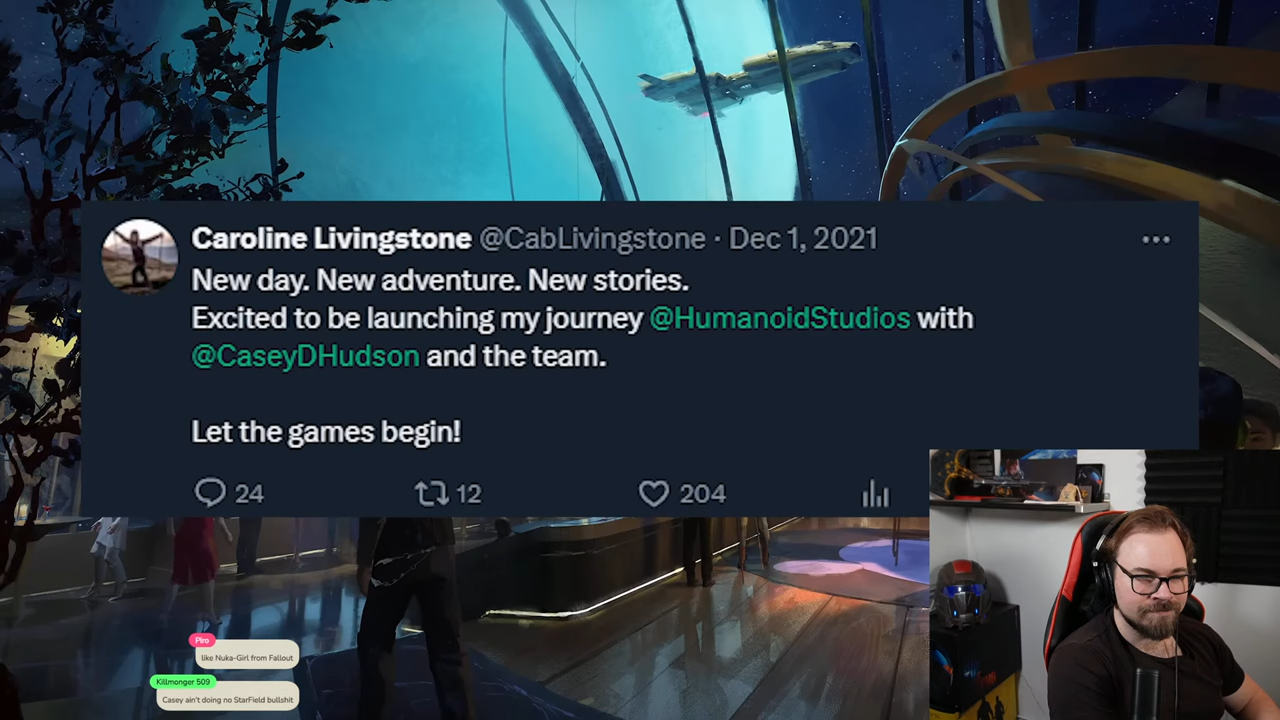 Caroline Livingstone @CabLivingstone · Dec 1, 2021
New day. New adventure. New stories.
Excited to be launching my journey @HumanoidStudios with
@CaseyDHudson and the team.
Let the games begin!
24 12 204
Piro
like Nuka-Girl from Fallout
Killmonger 509
Casey ain't doing no StarField bullshit